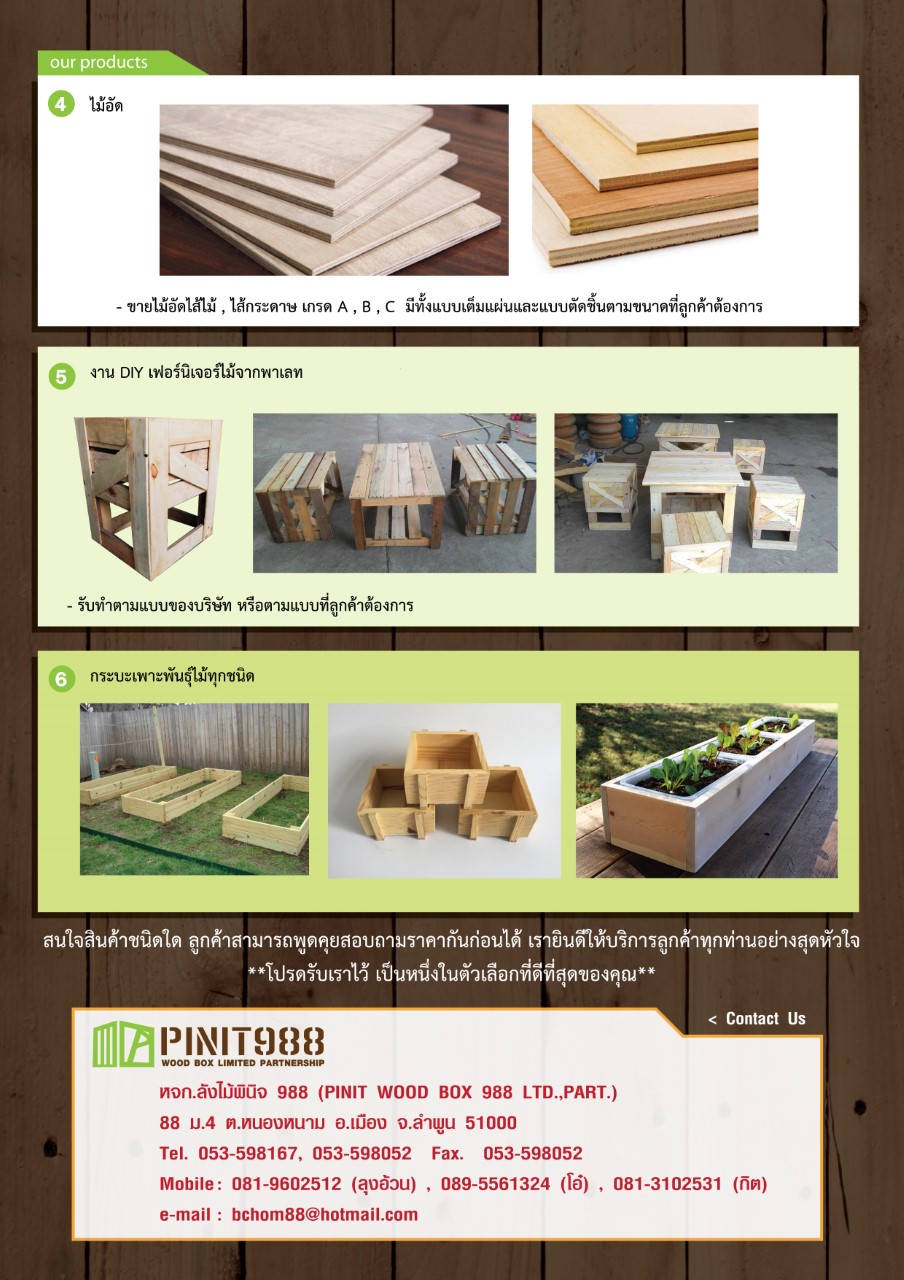 our products
4 ไม้อัด
- ขายไม้อัดไส้ไม้ , ไส้กระดาษ เกรด A , B , C มีทั้งแบบเต็มแผ่นและแบบตัดชิ้นตามขนาดที่ลูกค้าต้องการ
5 งาน DIY เฟอร์นิเจอร์ไม้จากพาเลท
- รับทำตามแบบของบริษัท หรือตามแบบที่ลูกค้าต้องการ
6 กระบะเพาะพันธุ์ไม้ทุกชนิด
สนใจสินค้าชนิดใด ลูกค้าสามารถพูดคุยสอบถามราคากันก่อนได้ เรายินดีให้บริการลูกค้าทุกท่านอย่างสุดหัวใจ
**โปรดรับเราไว้ เป็นหนึ่งในตัวเลือกที่ดีที่สุดของคุณ**
< Contact Us
PINIT988
WOOD BOX LIMITED PARTNERSHIP
หจก.ลังไม้พินิจ 988 (PINIT WOOD BOX 988 LTD.,PART.)
88 ม.4 ต.หนองหนาม อ.เมือง จ.ลำพูน 51000
Tel. 053-598167, 053-598052 Fax. 053-598052
Mobile : 081-9602512 (ลุงอ้วน) , 089-5561324 (โอ๋) , 081-3102531 (กิต)
e-mail : bchom88@hotmail.com